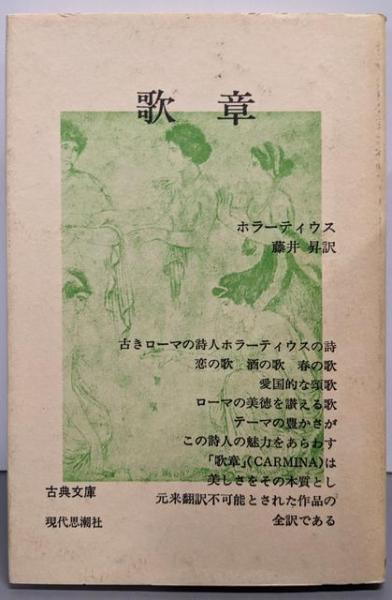 歌章
ホラーティウス
藤井 昇訳
古きローマの詩人ホラーティウスの詩
恋の歌 酒の歌 春の歌
愛国的な頌歌
ローマの美徳を讃える歌
テーマの豊かさが
この詩人の魅力をあらわす
「歌章」(CARMINA)は
美しさをその本質とし
元来翻訳不可能とされた作品の
全訳である
古典文庫
現代思潮社